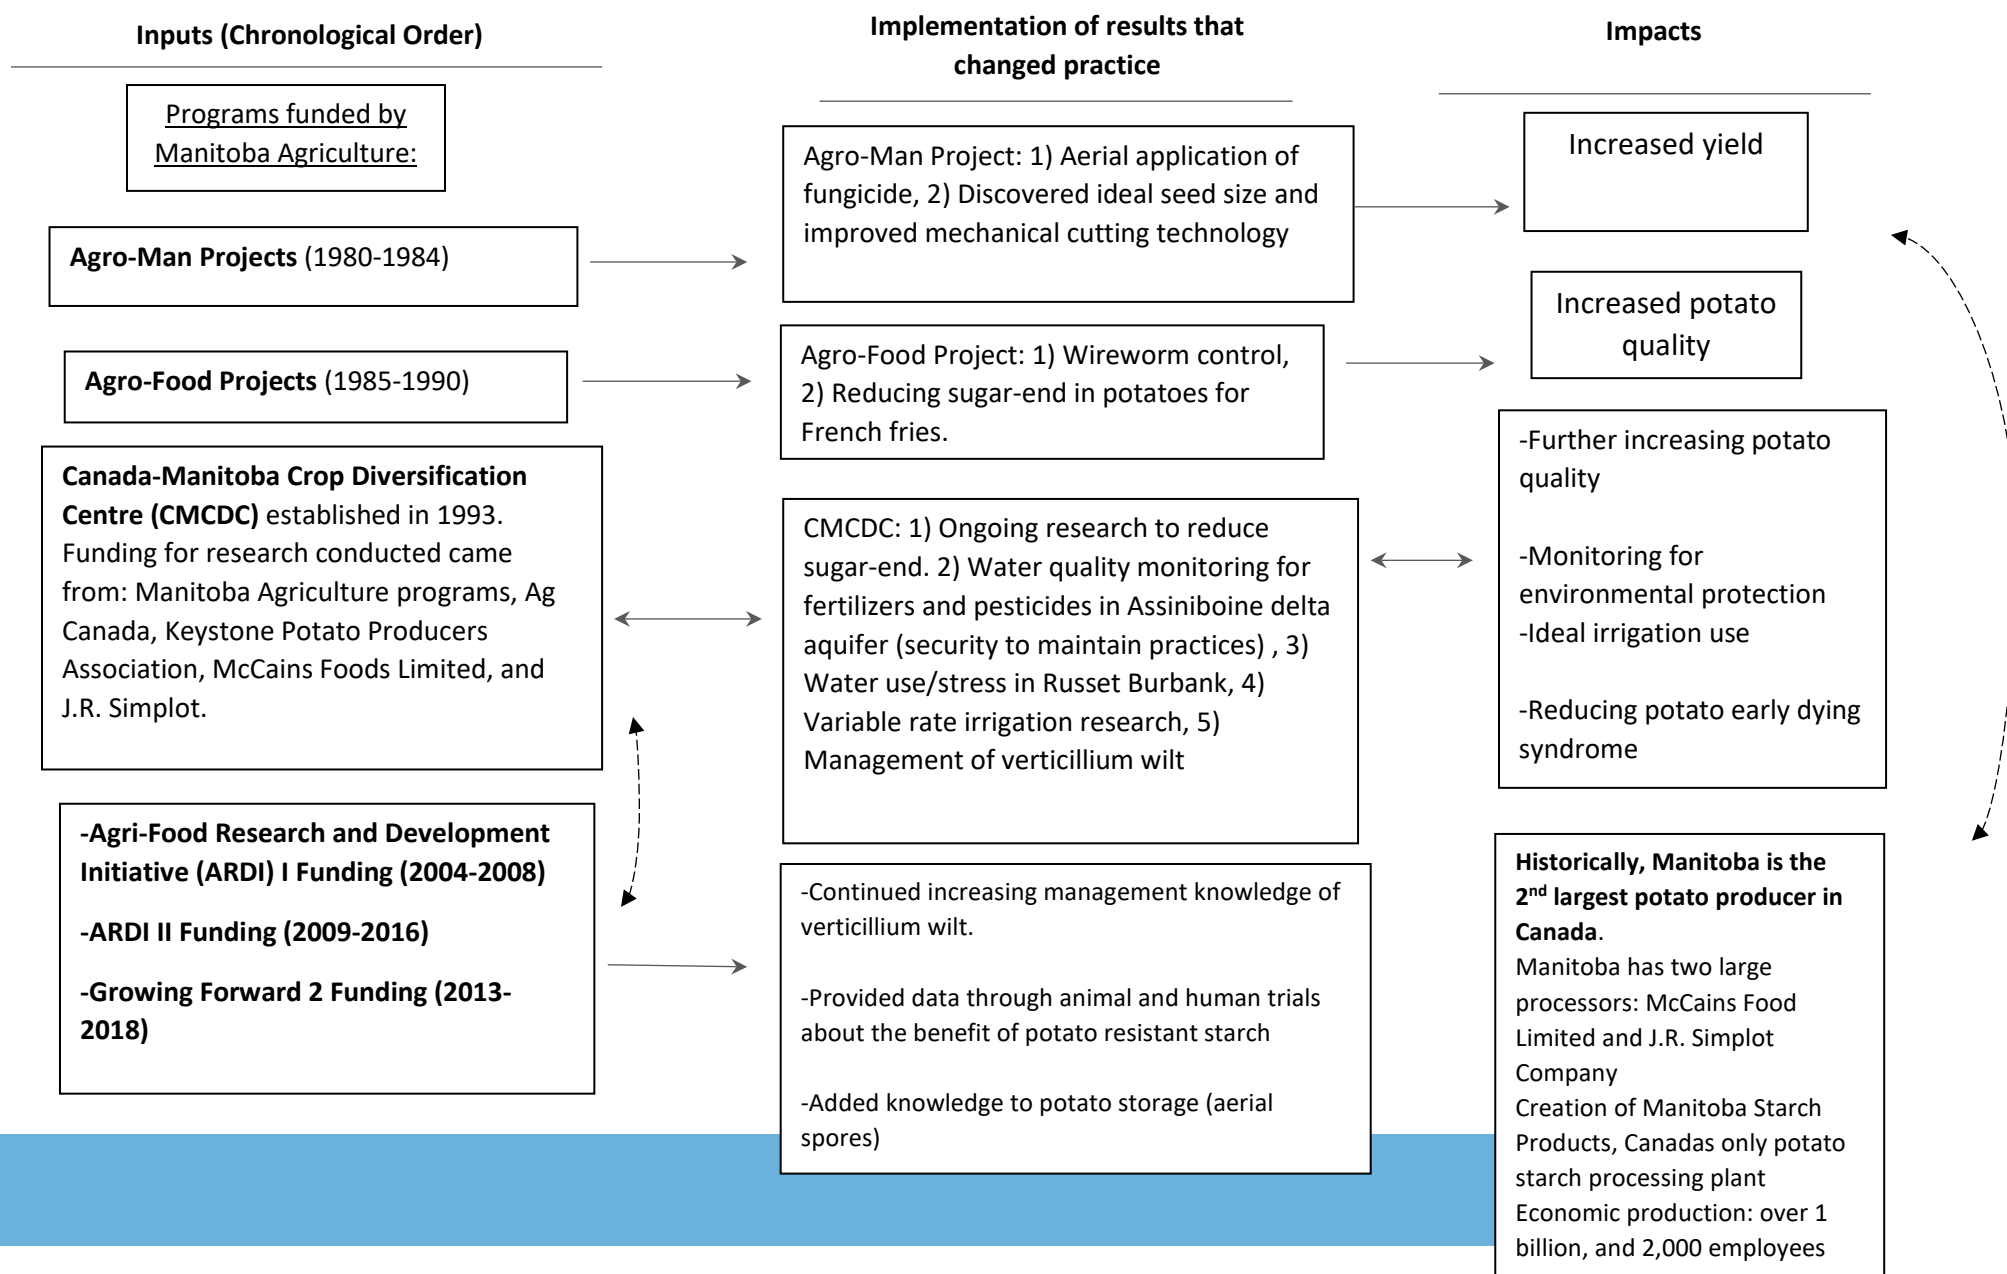 Inputs (Chronological Order)
Programs funded by
Manitoba Agriculture:
Agro-Man Projects (1980-1984)
Agro-Food Projects (1985-1990)
Canada-Manitoba Crop Diversification
Centre (CMCDC) established in 1993.
Funding for research conducted came
from: Manitoba Agriculture programs, Ag
Canada, Keystone Potato Producers
Association, McCains Foods Limited, and
J.R. Simplot.
-Agri-Food Research and Development
Initiative (ARDI) I Funding (2004-2008)
-ARDI II Funding (2009-2016)
-Growing Forward 2 Funding (2013-
2018)
Implementation of results that
changed practice
Agro-Man Project: 1) Aerial application of
fungicide, 2) Discovered ideal seed size and
improved mechanical cutting technology
Agro-Food Project: 1) Wireworm control,
2) Reducing sugar-end in potatoes for
French fries.
CMCDC: 1) Ongoing research to reduce
sugar-end. 2) Water quality monitoring for
fertilizers and pesticides in Assiniboine delta
aquifer (security to maintain practices) , 3)
Water use/stress in Russet Burbank, 4)
Variable rate irrigation research, 5)
Management of verticillium wilt
-Continued increasing management knowledge of
verticillium wilt.
-Provided data through animal and human trials
about the benefit of potato resistant starch
-Added knowledge to potato storage (aerial
spores)
Impacts
Increased yield
Increased potato
quality
-Further increasing potato
quality
-Monitoring for
environmental protection
-Ideal irrigation use
-Reducing potato early dying
syndrome
Historically, Manitoba is the
2nd largest potato producer in
Canada.
Manitoba has two large
processors: McCains Food
Limited and J.R. Simplot
Company
Creation of Manitoba Starch
Products, Canadas only potato
starch processing plant
Economic production: over 1
billion, and 2,000 employees